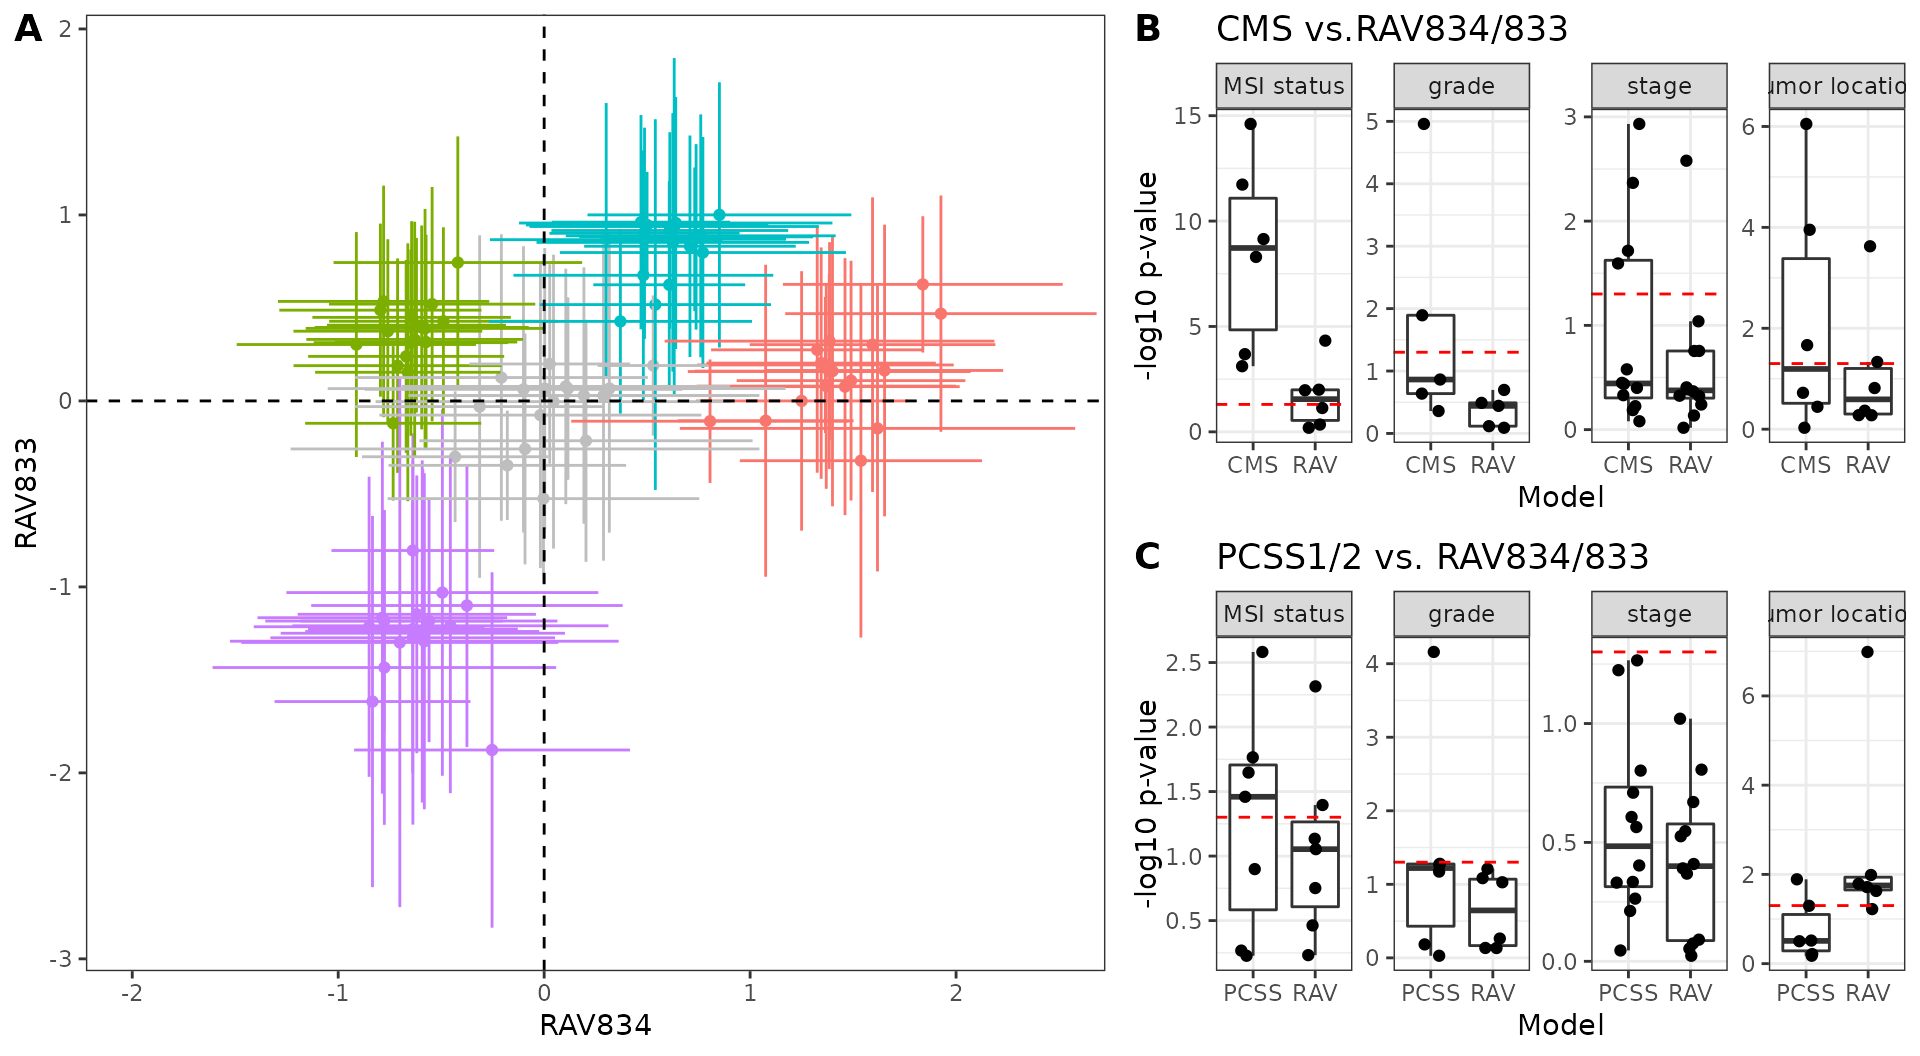 A
2
1
0
-1
-2
-3
RAV833
-2 -1 0 1 2
RAV834
B CMS vs.RAV834/833
MSI status grade stage umor locatio
15
10
5
0
5
4
3
2
1
0
3
2
1
0
6
4
2
0
-log10 p-value
CMS RAV CMS RAV CMS RAV CMS RAV
Model
C PCSS1/2 vs. RAV834/833
MSI status grade stage umor locatio
2.5
2.0
1.5
1.0
0.5
4
3
2
1
0
1.0
0.5
0.0
6
4
2
0
-log10 p-value
PCSS RAV PCSS RAV PCSS RAV PCSS RAV
Model